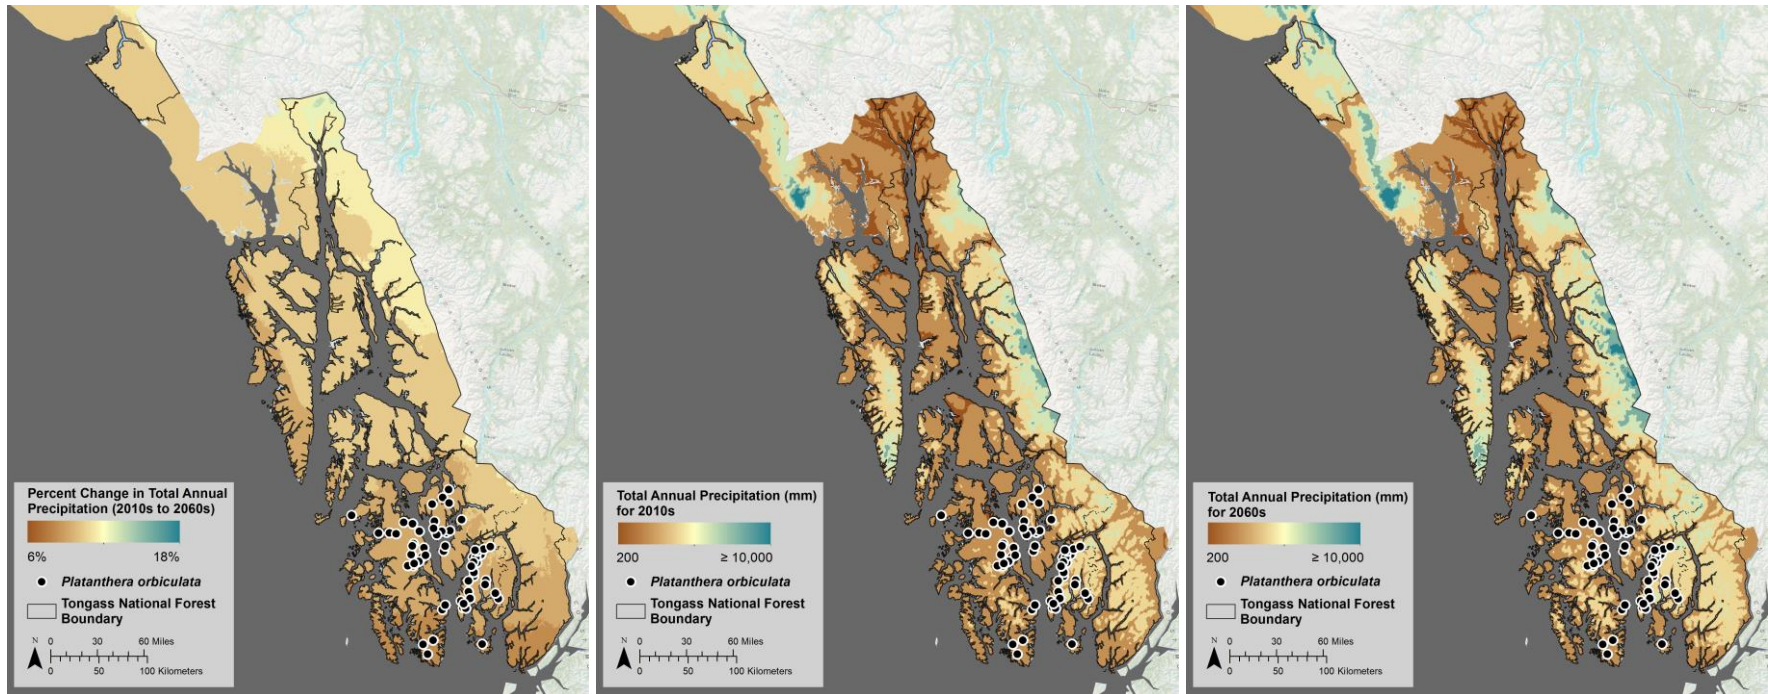 Percent Change in Total Annual
Precipitation (2010s to 2060s)
6%
18%
Platanthera orbiculata
Tongass National Forest
Boundary
N
0 30 60 Miles
0 50 100 Kilometers
Total Annual Precipitation (mm)
for 2010s
200
≥ 10,000
Platanthera orbiculata
Tongass National Forest
Boundary
N
0 30 60 Miles
0 50 100 Kilometers
Total Annual Precipitation (mm)
for 2060s
200
≥ 10,000
Platanthera orbiculata
Tongass National Forest
Boundary
N
0 30 60 Miles
0 50 100 Kilometers